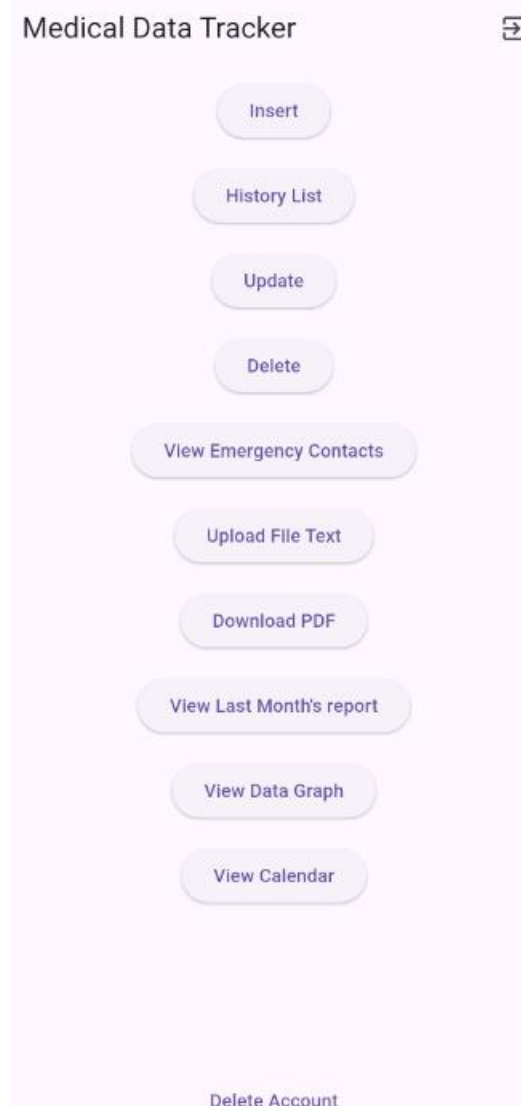 Medical Data Tracker
Insert
History List
Update
Delete
View Emergency Contacts
Upload File Text
Download PDF
View Last Month's report
View Data Graph
View Calendar
Delete Account